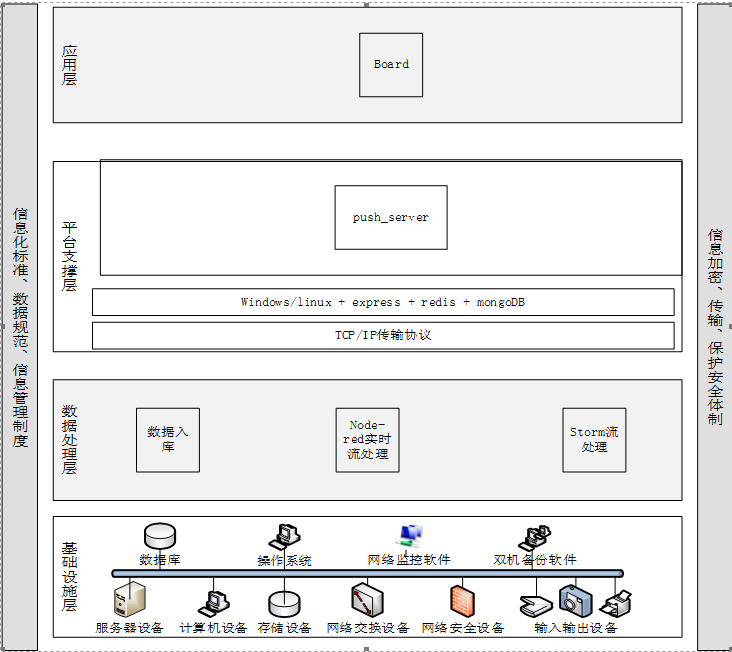 信息化标准、数据规范、信息管理制度
应用层
Board
平台支撑层
push_server
Windows/linux + express + redis + mongoDB
TCP/IP传输协议
数据处理层
数据入
库
Node-
red实时
流处理
Storm流
处理
基础设施层
数据库
操作系统
网络监控软件
双机备份软件
服务器设备
计算机设备
存储设备
网络交换设备
网络安全设备
输入输出设备
信息加密、传输、保护安全体制